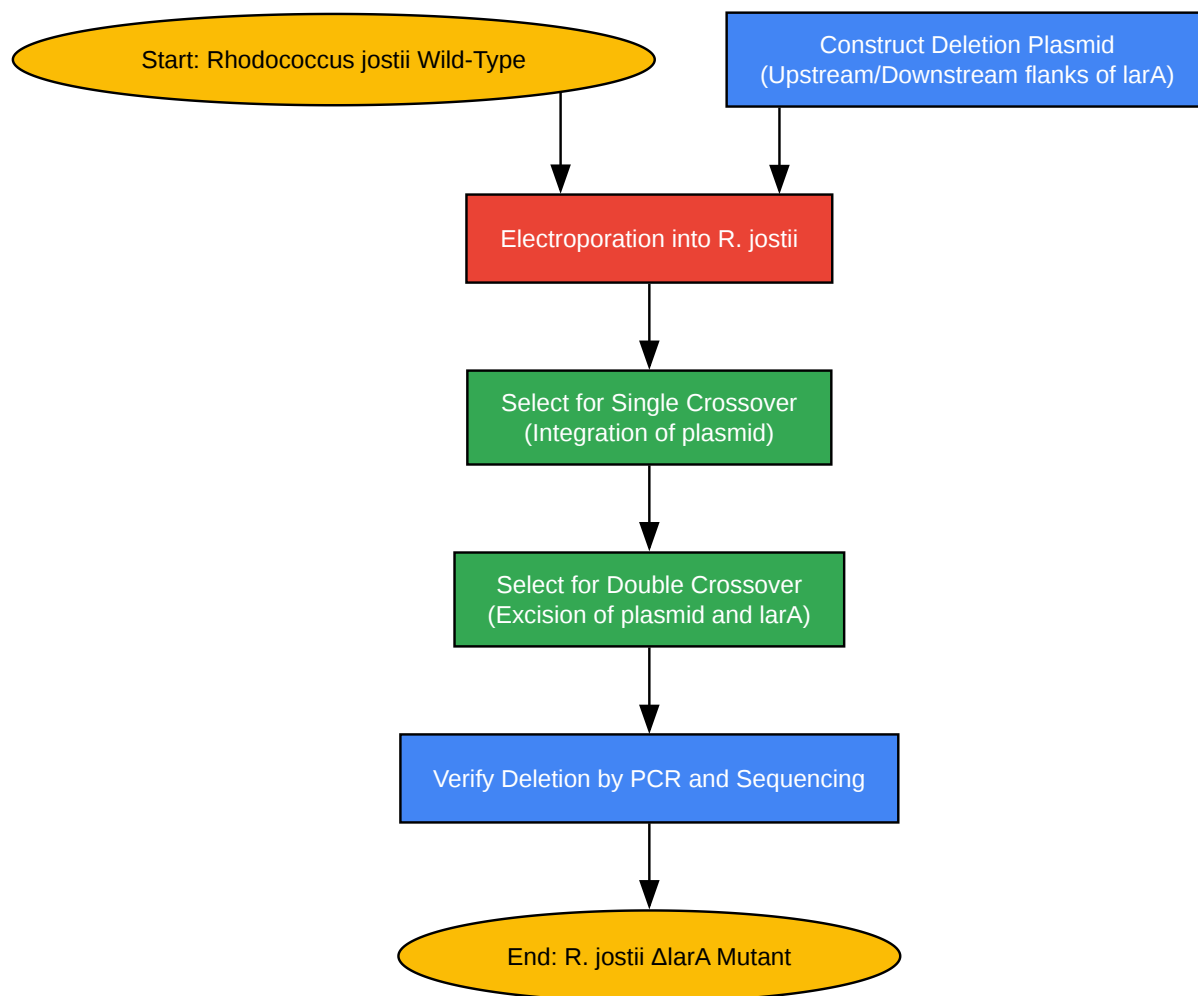 Start: Rhodococcus jostii Wild-Type
Construct Deletion Plasmid
(Upstream/Downstream flanks of larA)
Electroporation into R. jostii
Select for Single Crossover
(Integration of plasmid)
Select for Double Crossover
(Excision of plasmid and larA)
Verify Deletion by PCR and Sequencing
End: R. jostii ΔlarA Mutant